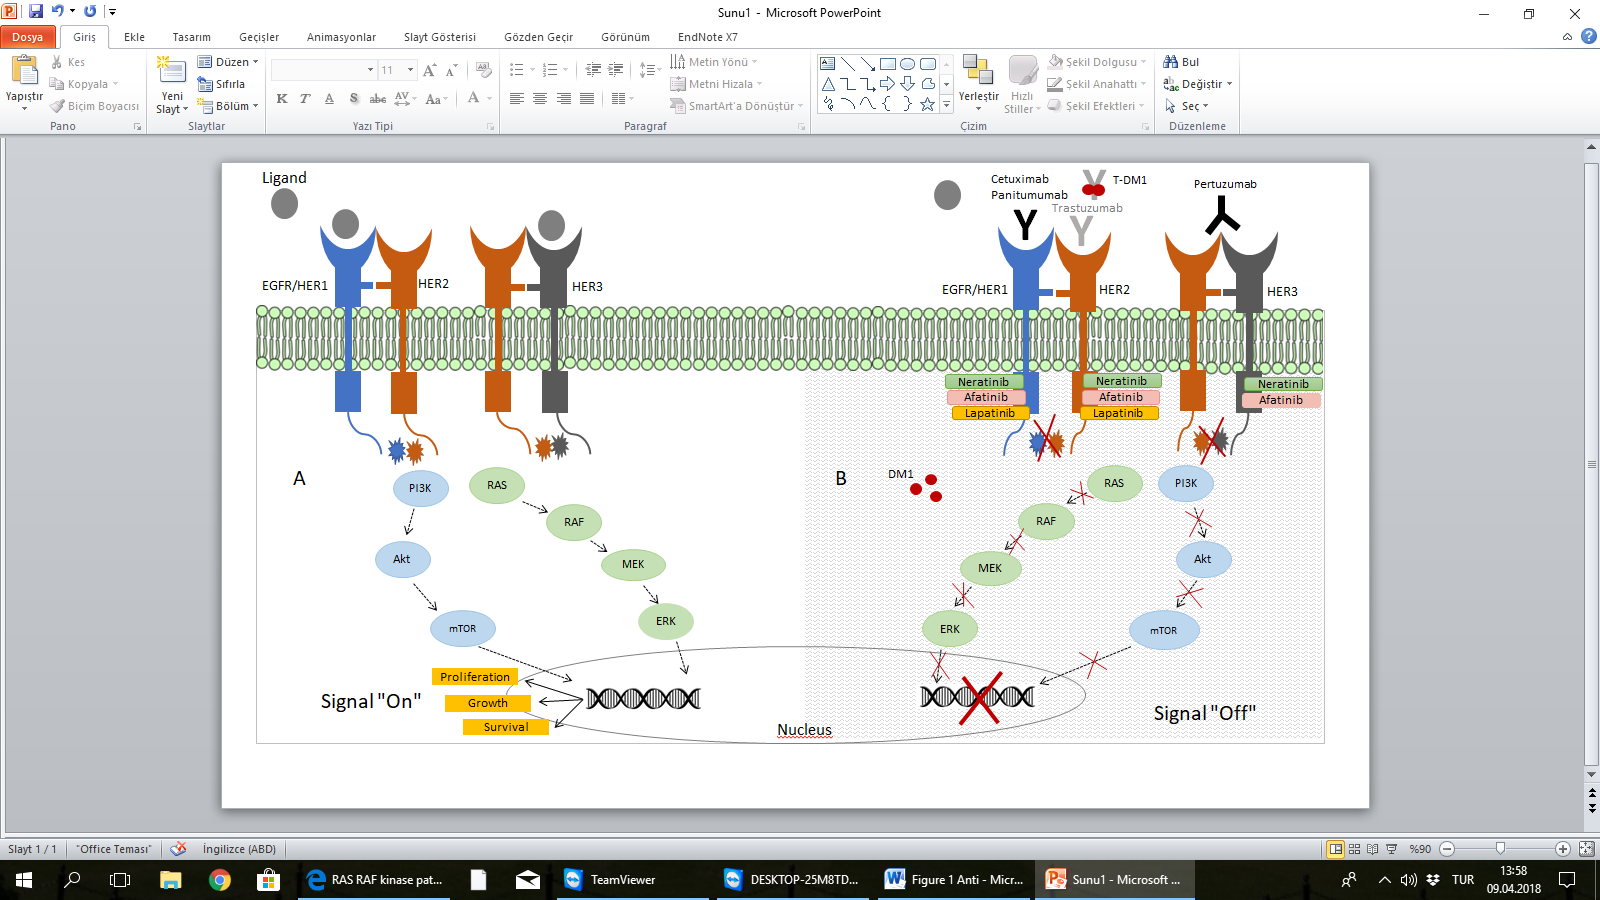 Sunu1 - Microsoft PowerPoint
Dosya Giriş Ekle Tasarım Geçişler Animasyonlar Slayt Gösterisi Gözden Geçir Görünüm EndNote X7
Yapıştır
Kes
Kopyala
Biçim Boyacısı
Pano
Yeni
Slayt
Düzen
Sıfırla
Bölüm
Slaytlar
11
K T A S abc AV Aa A
Yazı Tipi
Metin Yönü
Metni Hizala
SmartArt'a Dönüştür
Paragraf
Yerleştir
Hızlı
Stiller
Şekil Dolgusu
Şekil Anahattı
Şekil Efektleri
Çizim
Bul
Değiştir
Seç
Düzenleme
Ligand
EGFR/HER1
HER2
HER3
A
PI3K
RAS
RAF
Akt
MEK
mTOR
ERK
Proliferation
Growth
Survival
Signal "On"
Nucleus
Cetuximab
Panitumumab
T-DM1
Trastuzumab
Pertuzumab
EGFR/HER1
HER2
HER3
Neratinib
Afatinib
Lapatinib
Neratinib
Afatinib
Lapatinib
Neratinib
Afatinib
B
DM1
RAS
PI3K
RAF
MEK
Akt
ERK
mTOR
Signal "Off"
Slayt 1 / 1 "Office Teması" İngilizce (ABD) %90
RAS RAF kinase pat... TeamViewer DESKTOP-25M8TD... Figure 1 Anti - Micr... Sunu1 - Microsoft ... TUR
13:58
09.04.2018